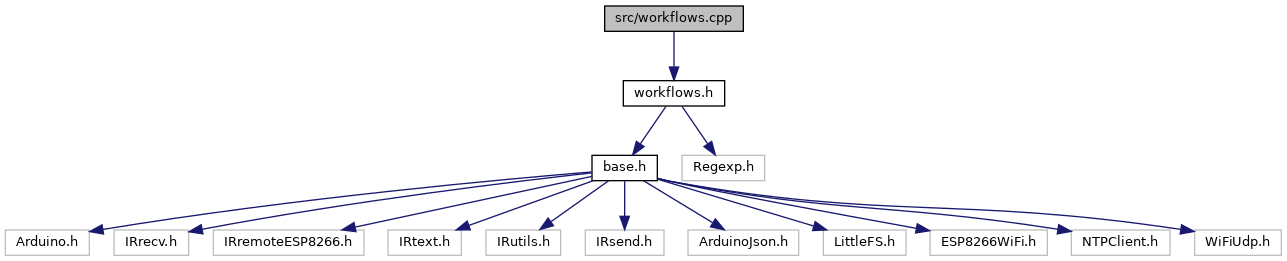 src/workflows.cpp
workflows.h
base.h
Regexp.h
Arduino.h
IRrecv.h
IRremoteESP8266.h
IRtext.h
IRutils.h
IRsend.h
ArduinoJson.h
LittleFS.h
ESP8266WiFi.h
NTPClient.h
WiFiUdp.h